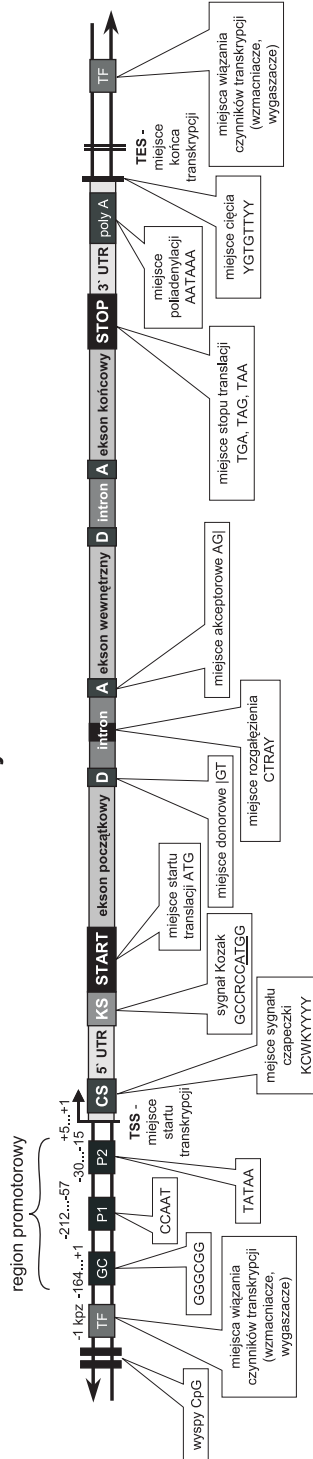 region promotorowy
-1 kpz -164...+1
-212...-57
-30...-15
+5...+1
TF
GC
P1
P2
CS
5' UTR
KS
START
ekson początkowy
D
intron
A
ekson wewnętrzny
D
intron
A
ekson końcowy
STOP
3' UTR
poly A
TF
TSS -
miejsce
startu
transkrypcji
TES -
miejsce
końca
transkrypcji
wyspy CpG
miejsca wiązania
czynników transkrypcji
(wzmacniacze,
wygaszacze)
GGGCGG
CCAAT
TATAA
mejsce sygnału
czapeczki
KCWKYYYY
sygnał Kozak
GCCRCCATGG
miejsce startu
translacji ATG
miejsce donorowe |GT
miejsce rozgałęzienia
CTRAY
miejsce akceptorowe AG|
miejsce stopu translacji
TGA, TAG, TAA
miejsce
poliadenylacji
AATAAA
miejsce cięcia
YGTGTTYY
miejsca wiązania
czynników transkrypcji
(wzmacniacze,
wygaszacze)